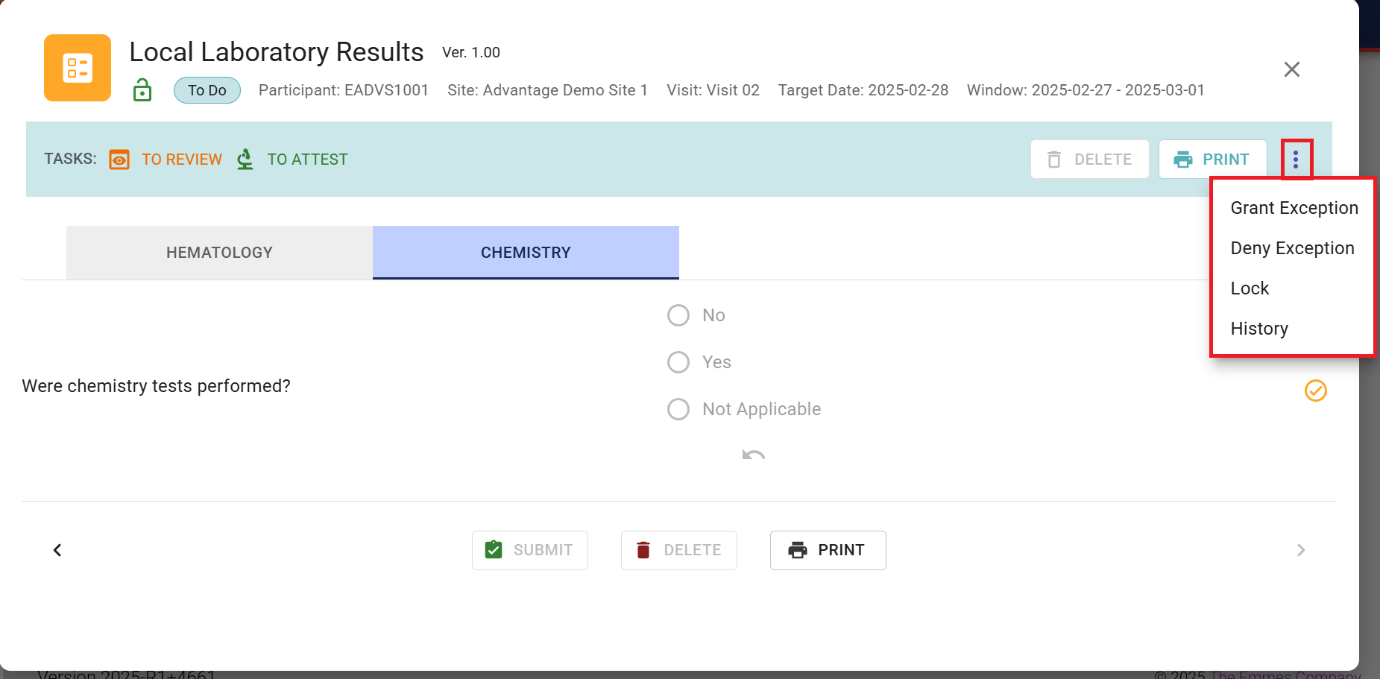 Local Laboratory Results Ver. 1.00
To Do Participant: EADVS1001 Site: Advantage Demo Site 1 Visit: Visit 02 Target Date: 2025-02-28 Window: 2025-02-27 - 2025-03-01
TASKS: TO REVIEW TO ATTEST DELETE PRINT
Grant Exception
Deny Exception
Lock
History
HEMATOLOGY CHEMISTRY
Were chemistry tests performed?
No
Yes
Not Applicable
SUBMIT DELETE PRINT
Version 2025-R1+4661 © 2025 The Emmes Company